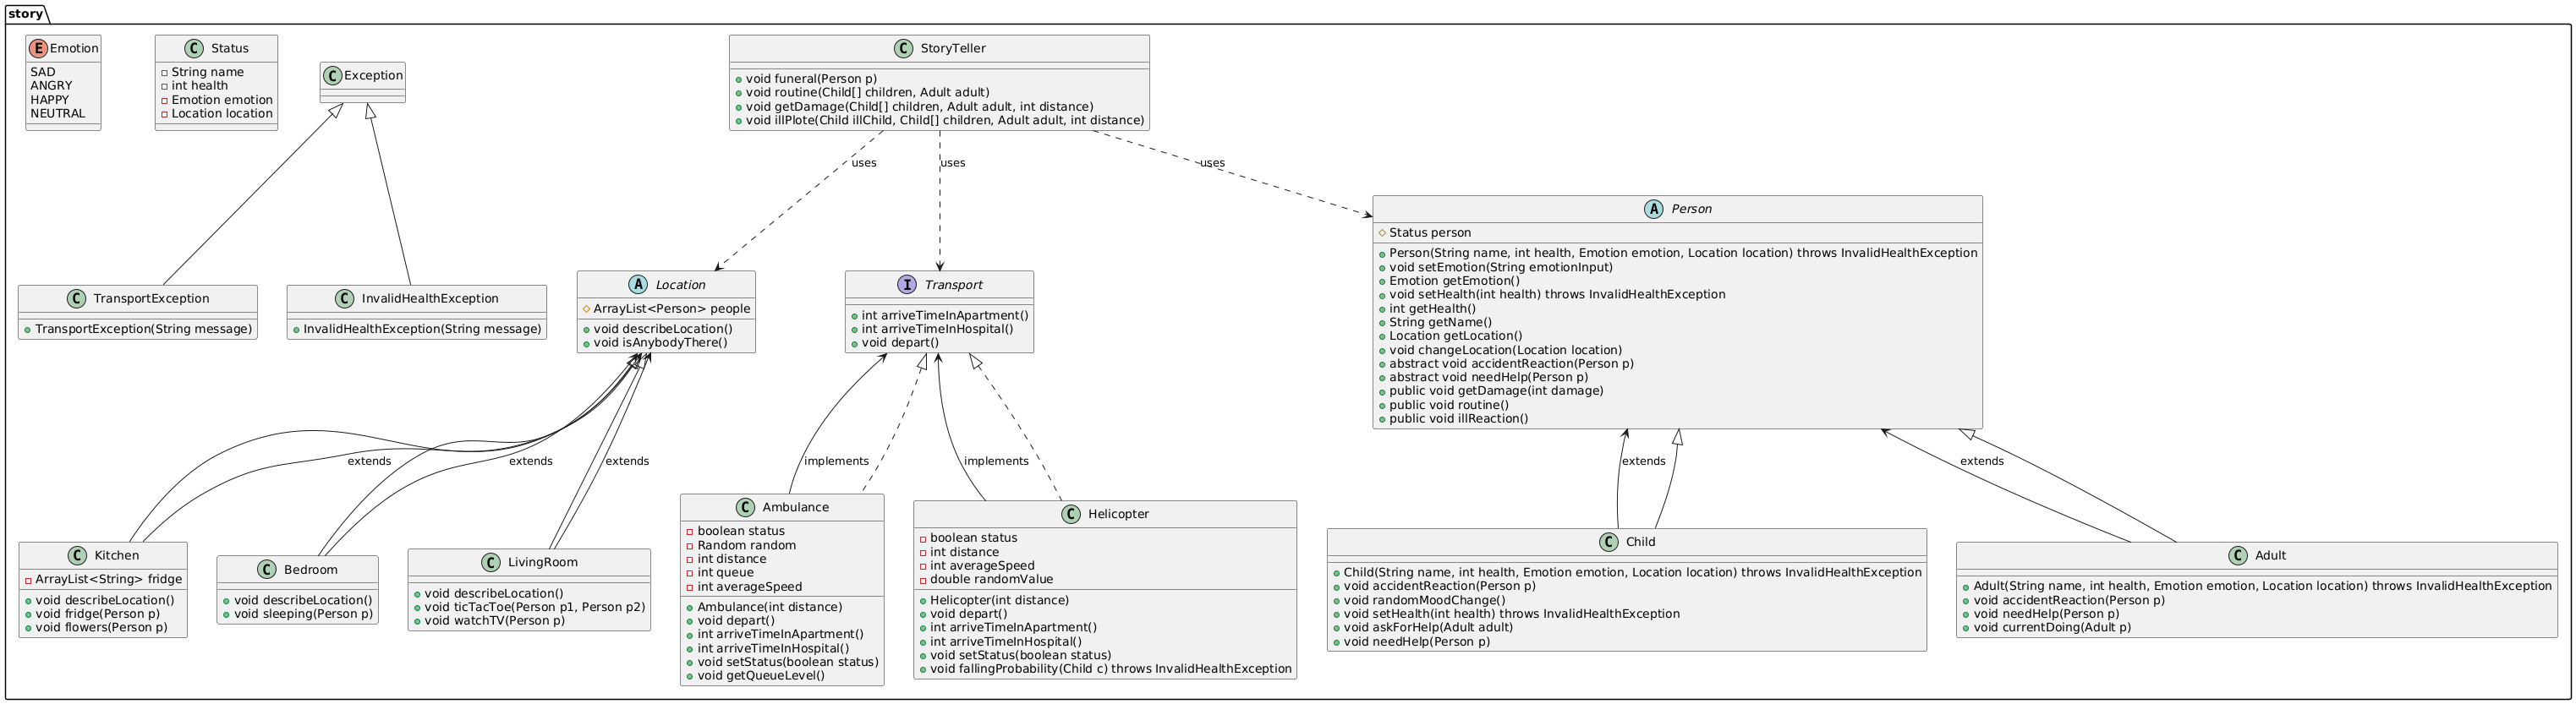 story
E Emotion
SAD
ANGRY
HAPPY
NEUTRAL
C Status
String name
int health
Emotion emotion
Location location
C Exception
C StoryTeller
void funeral(Person p)
void routine(Child[] children, Adult adult)
void getDamage(Child[] children, Adult adult, int distance)
void illPlote(Child illChild, Child[] children, Adult adult, int distance)
uses
uses
uses
A Person
Status person
Person(String name, int health, Emotion emotion, Location location) throws InvalidHealthException
void setEmotion(String emotionInput)
Emotion getEmotion()
void setHealth(int health) throws InvalidHealthException
int getHealth()
String getName()
Location getLocation()
void changeLocation(Location location)
abstract void accidentReaction(Person p)
abstract void needHelp(Person p)
public void getDamage(int damage)
public void routine()
public void illReaction()
C TransportException
TransportException(String message)
C InvalidHealthException
InvalidHealthException(String message)
A Location
ArrayList<Person> people
void describeLocation()
void isAnybodyThere()
I Transport
int arriveTimeInApartment()
int arriveTimeInHospital()
void depart()
extends
extends
extends
implements
implements
extends
extends
C Kitchen
ArrayList<String> fridge
void describeLocation()
void fridge(Person p)
void flowers(Person p)
C Bedroom
void describeLocation()
void sleeping(Person p)
C LivingRoom
void describeLocation()
void ticTacToe(Person p1, Person p2)
void watchTV(Person p)
C Ambulance
boolean status
Random random
int distance
int queue
int averageSpeed
Ambulance(int distance)
void depart()
int arriveTimeInApartment()
int arriveTimeInHospital()
void setStatus(boolean status)
void getQueueLevel()
C Helicopter
boolean status
int distance
int averageSpeed
double randomValue
Helicopter(int distance)
void depart()
int arriveTimeInApartment()
int arriveTimeInHospital()
void setStatus(boolean status)
void fallingProbability(Child c) throws InvalidHealthException
C Child
Child(String name, int health, Emotion emotion, Location location) throws InvalidHealthException
void accidentReaction(Person p)
void randomMoodChange()
void setHealth(int health) throws InvalidHealthException
void askForHelp(Adult adult)
void needHelp(Person p)
C Adult
Adult(String name, int health, Emotion emotion, Location location) throws InvalidHealthException
void accidentReaction(Person p)
void needHelp(Person p)
void currentDoing(Adult p)